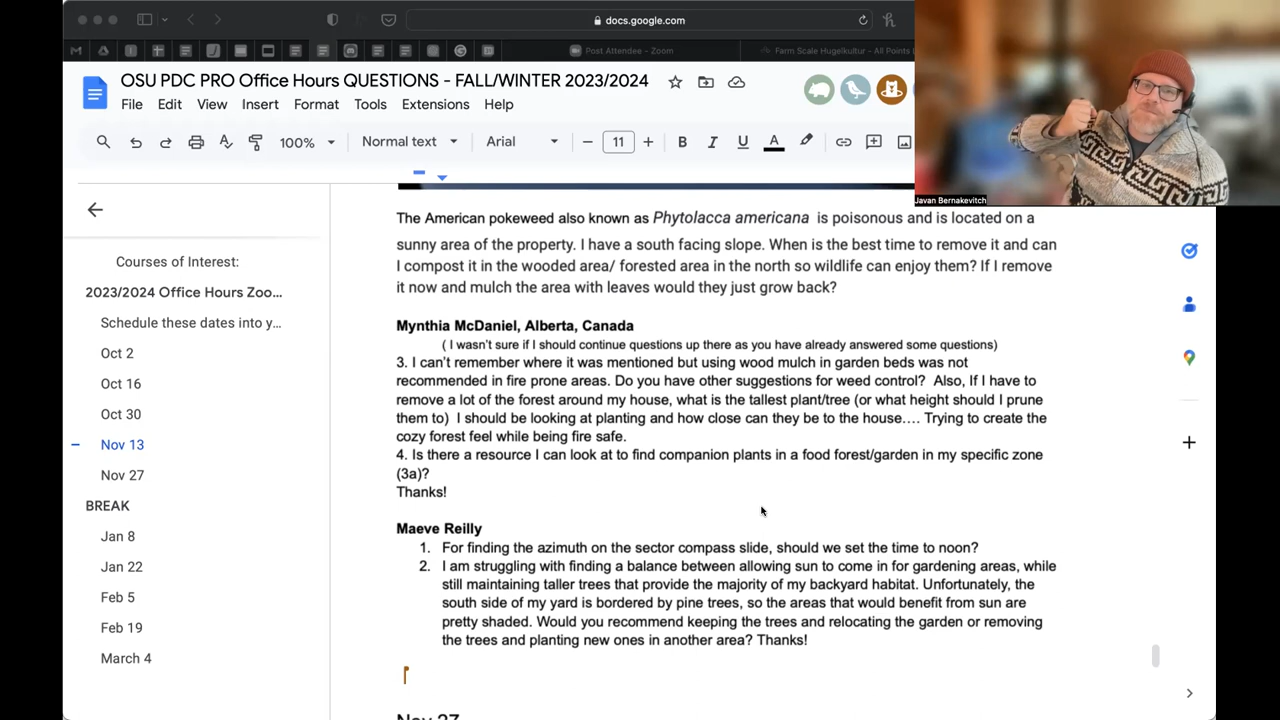 docs.google.com
Post Attendee - Zoom
Farm Scale Hugelkultur - All Points L
OSU PDC PRO Office Hours QUESTIONS - FALL/WINTER 2023/2024
File Edit View Insert Format Tools Extensions Help
100% Normal text Arial 11 B I U A
Javan Bernakevitch
Courses of Interest:
2023/2024 Office Hours Zoo...
Schedule these dates into y...
Oct 2
Oct 16
Oct 30
Nov 13
Nov 27
BREAK
Jan 8
Jan 22
Feb 5
Feb 19
March 4
The American pokeweed also known as Phytolacca americana is poisonous and is located on a
sunny area of the property. I have a south facing slope. When is the best time to remove it and can
I compost it in the wooded area/ forested area in the north so wildlife can enjoy them? If I remove
it now and mulch the area with leaves would they just grow back?
Mynthia McDaniel, Alberta, Canada
( I wasn't sure if I should continue questions up there as you have already answered some questions)
3. I can't remember where it was mentioned but using wood mulch in garden beds was not
recommended in fire prone areas. Do you have other suggestions for weed control? Also, If I have to
remove a lot of the forest around my house, what is the tallest plant/tree (or what height should I prune
them to) I should be looking at planting and how close can they be to the house.... Trying to create the
cozy forest feel while being fire safe.
4. Is there a resource I can look at to find companion plants in a food forest/garden in my specific zone
(3a)?
Thanks!
Maeve Reilly
1. For finding the azimuth on the sector compass slide, should we set the time to noon?
2. I am struggling with finding a balance between allowing sun to come in for gardening areas, while
still maintaining taller trees that provide the majority of my backyard habitat. Unfortunately, the
south side of my yard is bordered by pine trees, so the areas that would benefit from sun are
pretty shaded. Would you recommend keeping the trees and relocating the garden or removing
the trees and planting new ones in another area? Thanks!
Nov 27